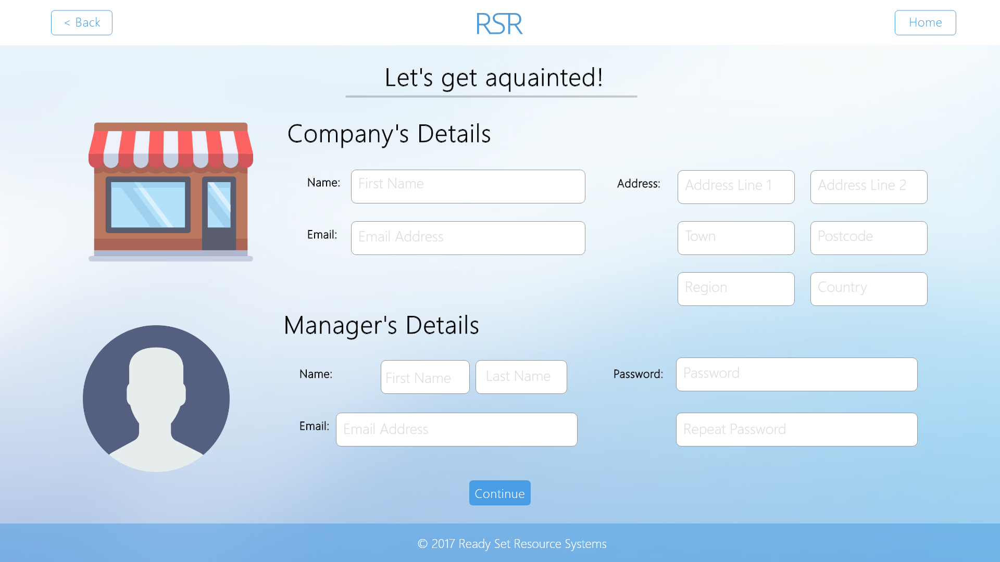 < Back
RSR
Home
Let's get aquainted!
Company's Details
Name:
First Name
Address:
Address Line 1
Address Line 2
Email:
Email Address
Town
Postcode
Region
Country
Manager's Details
Name:
First Name
Last Name
Password:
Password
Email:
Email Address
Repeat Password
Continue
© 2017 Ready Set Resource Systems